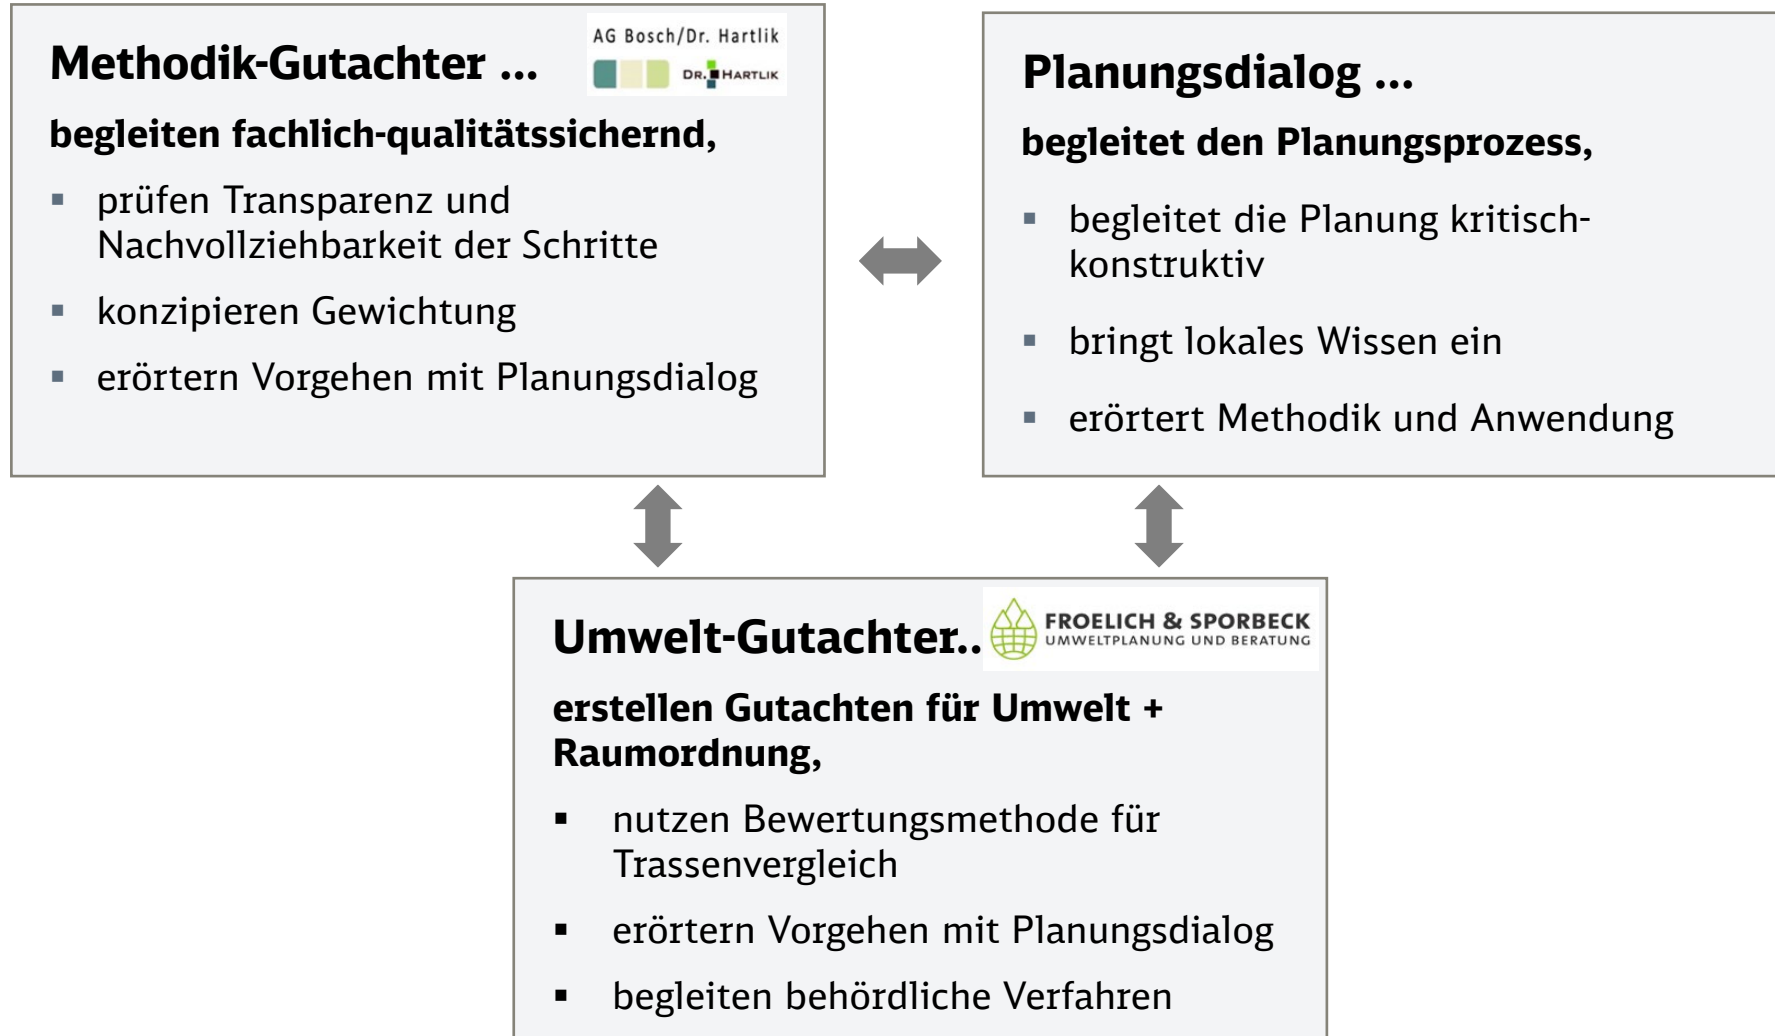 Methodik-Gutachter ...
AG Bosch/Dr. Hartlik
DR. HARTLIK
begleiten fachlich-qualitätssichernd,
▪ prüfen Transparenz und
Nachvollziehbarkeit der Schritte
▪ konzipieren Gewichtung
▪ erörtern Vorgehen mit Planungsdialog
Planungsdialog ...
begleitet den Planungsprozess,
▪ begleitet die Planung kritisch-
konstruktiv
▪ bringt lokales Wissen ein
▪ erörtert Methodik und Anwendung
Umwelt-Gutachter..
FROELICH & SPORBECK
UMWELTPLANUNG UND BERATUNG
erstellen Gutachten für Umwelt +
Raumordnung,
▪ nutzen Bewertungsmethode für
Trassenvergleich
▪ erörtern Vorgehen mit Planungsdialog
▪ begleiten behördliche Verfahren